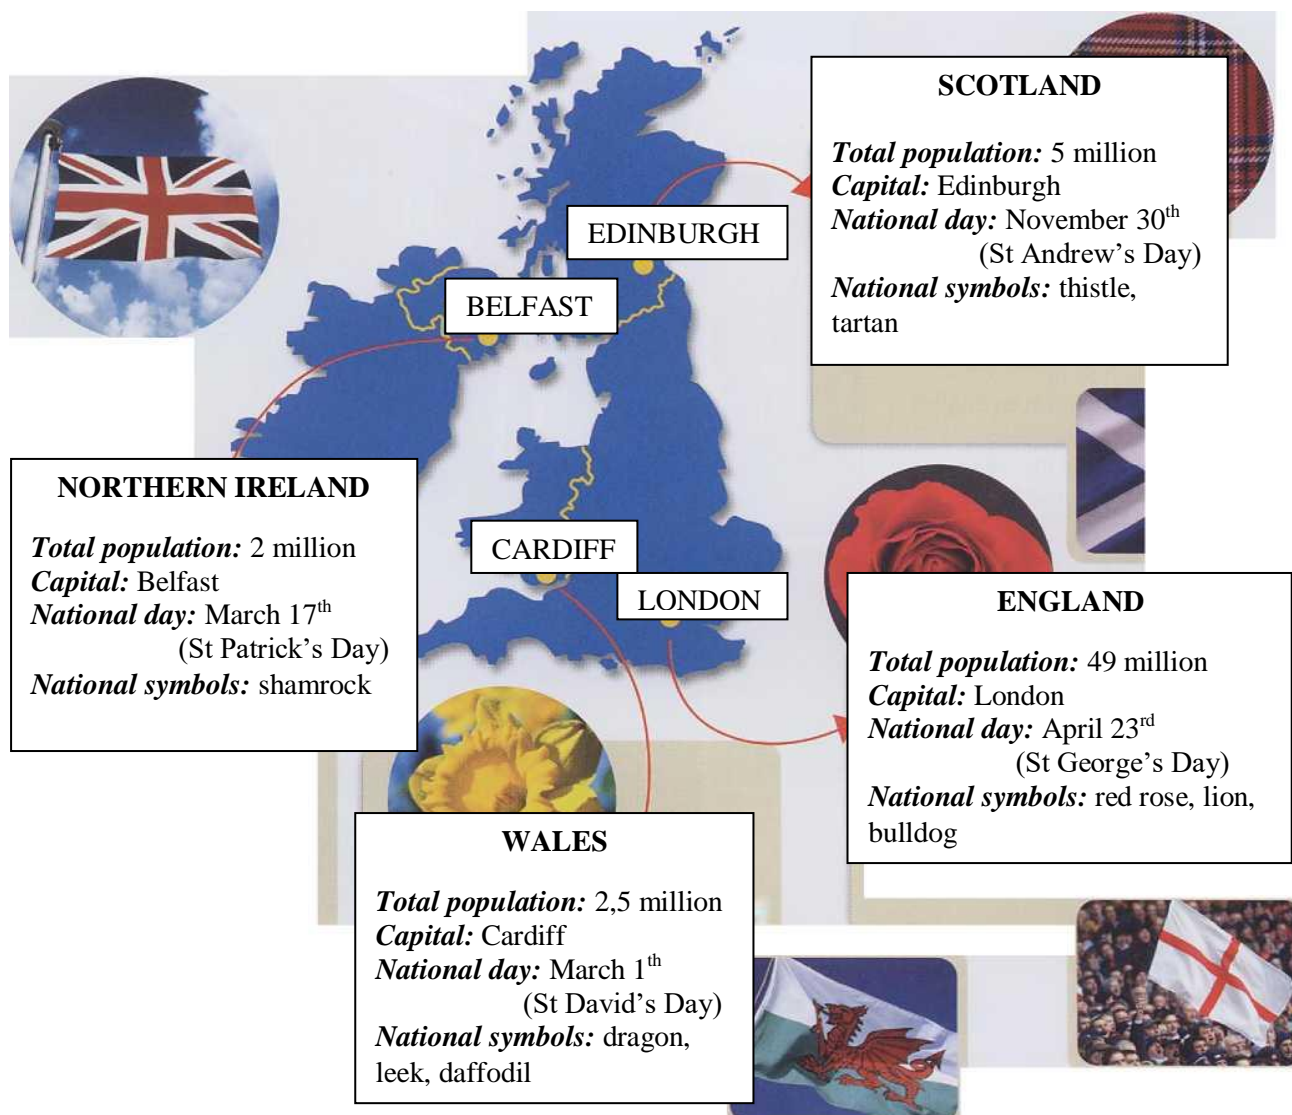 SCOTLAND
Total population: 5 million
Capital: Edinburgh
National day: November 30th
(St Andrew’s Day)
National symbols: thistle,
tartan
EDINBURGH
BELFAST
NORTHERN IRELAND
Total population: 2 million
Capital: Belfast
National day: March 17th
(St Patrick’s Day)
National symbols: shamrock
CARDIFF
LONDON
ENGLAND
Total population: 49 million
Capital: London
National day: April 23rd
(St George’s Day)
National symbols: red rose, lion,
bulldog
WALES
Total population: 2,5 million
Capital: Cardiff
National day: March 1th
(St David’s Day)
National symbols: dragon,
leek, daffodil